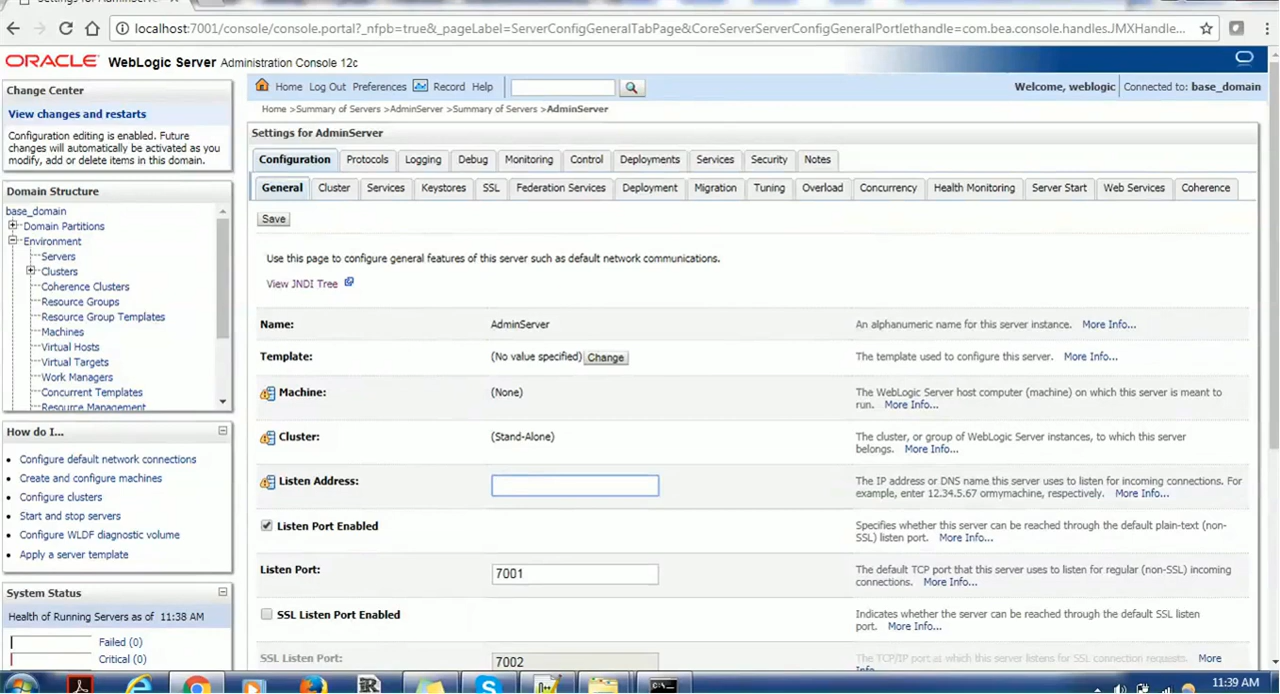 Settings for AdminServer
localhost:7001/console/console.portal?_nfpb=true&_pageLabel=ServerConfigGeneralTabPage&CoreServerServerConfigGeneralPortlethandle=com.bea.console.handles.JMXHandle...
ORACLE WebLogic Server Administration Console 12c
Change Center
View changes and restarts
Configuration editing is enabled. Future
changes will automatically be activated as you
modify, add or delete items in this domain.
Domain Structure
base_domain
Domain Partitions
Environment
Servers
Clusters
Coherence Clusters
Resource Groups
Resource Group Templates
Machines
Virtual Hosts
Virtual Targets
Work Managers
Concurrent Templates
Resource Management
How do I...
Configure default network connections
Create and configure machines
Configure clusters
Start and stop servers
Configure WLDF diagnostic volume
Apply a server template
System Status
Health of Running Servers as of 11:38 AM
Failed (0)
Critical (0)
Home Log Out Preferences Record Help
Welcome, weblogic Connected to: base_domain
Home >Summary of Servers >AdminServer >Summary of Servers >AdminServer
Settings for AdminServer
Configuration Protocols Logging Debug Monitoring Control Deployments Services Security Notes
General Cluster Services Keystores SSL Federation Services Deployment Migration Tuning Overload Concurrency Health Monitoring Server Start Web Services Coherence
Save
Use this page to configure general features of this server such as default network communications.
View JNDI Tree
Name: AdminServer An alphanumeric name for this server instance. More Info...
Template: (No value specified) Change The template used to configure this server. More Info...
Machine: (None) The WebLogic Server host computer (machine) on which this server is meant to
run. More Info...
Cluster: (Stand-Alone) The cluster, or group of WebLogic Server instances, to which this server
belongs. More Info...
Listen Address: The IP address or DNS name this server uses to listen for incoming connections. For
example, enter 12.34.5.67 ormymachine, respectively. More Info...
Listen Port Enabled Specifies whether this server can be reached through the default plain-text (non-
SSL) listen port. More Info...
Listen Port: 7001 The default TCP port that this server uses to listen for regular (non-SSL) incoming
connections. More Info...
SSL Listen Port Enabled Indicates whether the server can be reached through the default SSL listen
port. More Info...
SSL Listen Port: 7002 The TCP/IP port at which this server listens for SSL connection requests. More
Info...
11:39 AM